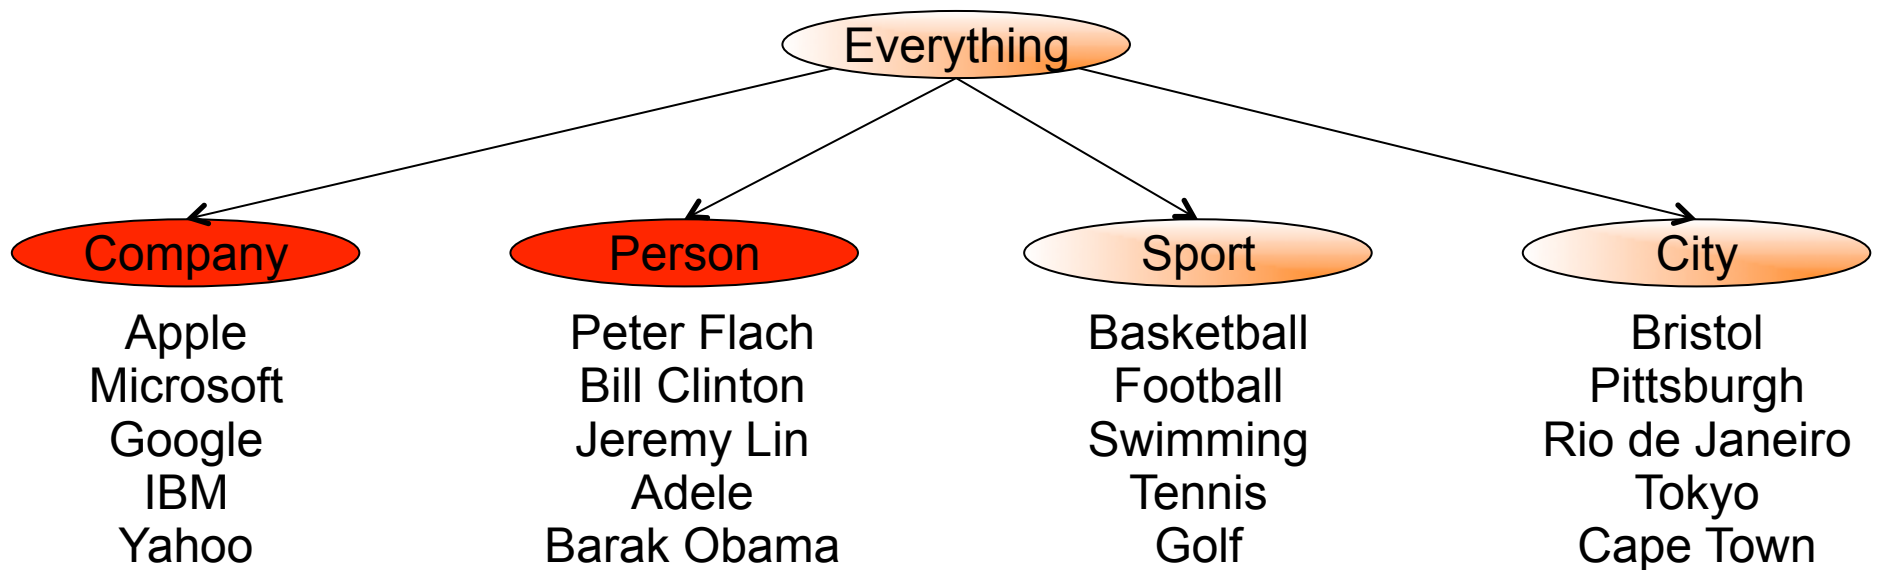 Everything
Company
Person
Sport
City
Apple
Microsoft
Google
IBM
Yahoo
Peter Flach
Bill Clinton
Jeremy Lin
Adele
Barak Obama
Basketball
Football
Swimming
Tennis
Golf
Bristol
Pittsburgh
Rio de Janeiro
Tokyo
Cape Town